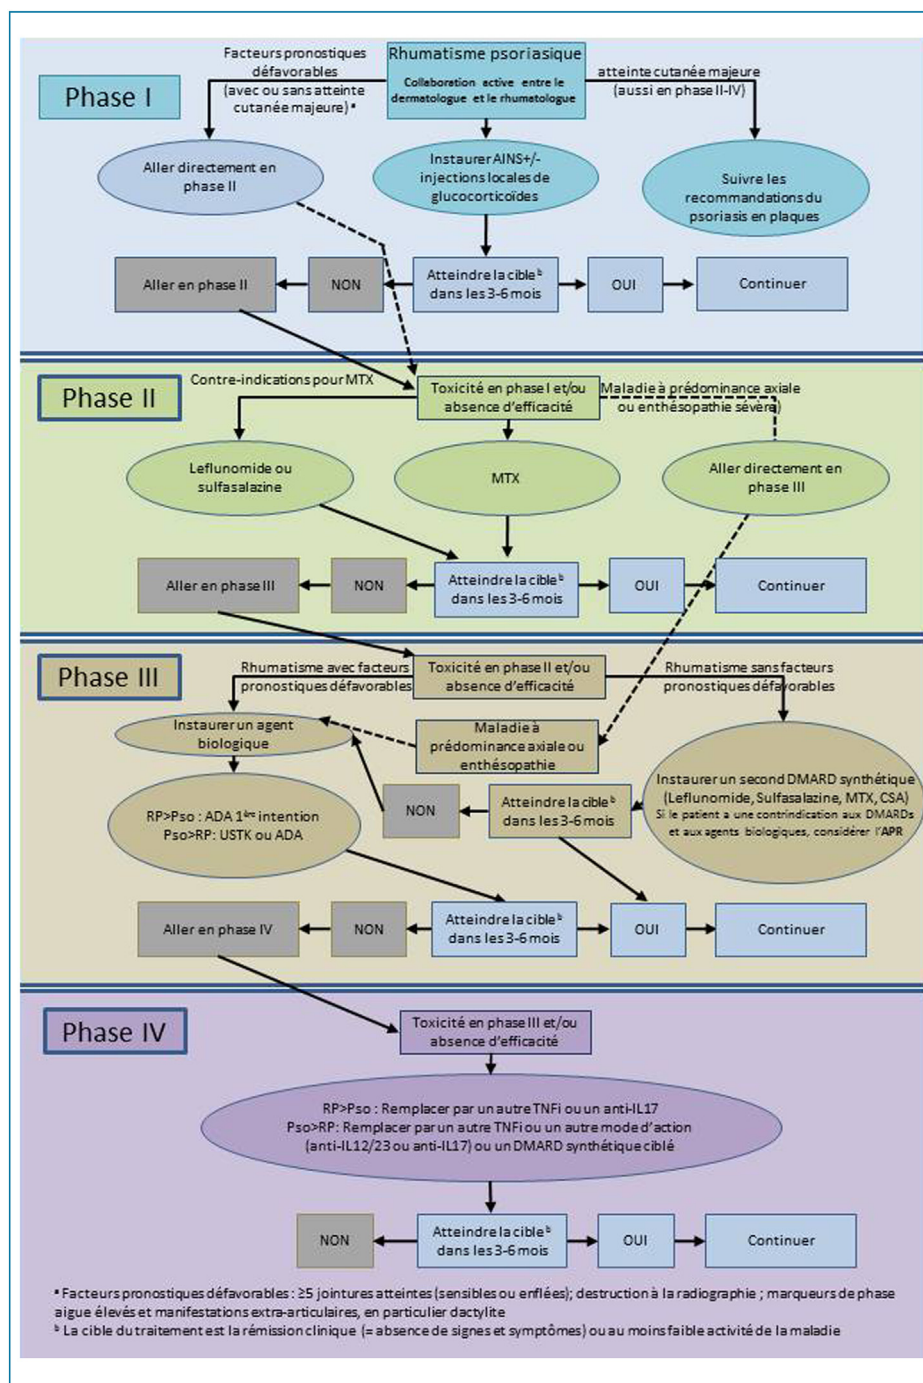 Phase I
Facteurs pronostiques
défavorables
(avec ou sans atteinte
cutanée majeure) ª
Rhumatisme psoriasique
Collaboration active entre le
dermatologue et le rhumatologue
atteinte cutanée majeure
(aussi en phase II-IV)
Aller directement en
phase II
Instaurer AINS+/-
injections locales de
glucocorticoïdes
Suivre les
recommandations du
psoriasis en plaques
Aller en phase II
NON
Atteindre la cible ᵇ
dans les 3-6 mois
OUI
Continuer
Phase II
Contre-indications pour MTX
Toxicité en phase I et/ou
absence d'efficacité
Maladie à prédominance axiale
ou enthésopathie sévère)
Leflunomide ou
sulfasalazine
MTX
Aller directement en
phase III
Aller en phase III
NON
Atteindre la cible ᵇ
dans les 3-6 mois
OUI
Continuer
Phase III
Rhumatisme avec facteurs
pronostiques défavorables
Toxicité en phase II et/ou
absence d'efficacité
Rhumatisme sans facteurs
pronostiques défavorables
Instaurer un agent
biologique
Maladie à
prédominance axiale ou
enthésopathie
RP>Pso : ADA 1ère intention
Pso>RP: USTK ou ADA
NON
Atteindre la cible ᵇ
dans les 3-6 mois
Instaurer un second DMARD synthétique
(Leflunomide, Sulfasalazine, MTX, CSA)
Si le patient a une contrindication aux DMARDs
et aux agents biologiques, considérer l'APR
Aller en phase IV
NON
Atteindre la cible ᵇ
dans les 3-6 mois
OUI
Continuer
Phase IV
Toxicité en phase III et/ou
absence d'efficacité
RP>Pso : Remplacer par un autre TNFi ou un anti-IL17
Pso>RP: Remplacer par un autre TNFi ou un autre mode d'action
(anti-IL12/23 ou anti-IL17) ou un DMARD synthétique ciblé
NON
Atteindre la cible ᵇ
dans les 3-6 mois
OUI
Continuer
ª Facteurs pronostiques défavorables : ≥5 jointures atteintes (sensibles ou enflées); destruction à la radiographie ; marqueurs de phase
aigue élevés et manifestations extra-articulaires, en particulier dactylite
ᵇ La cible du traitement est la rémission clinique (= absence de signes et symptômes) ou au moins faible activité de la maladie